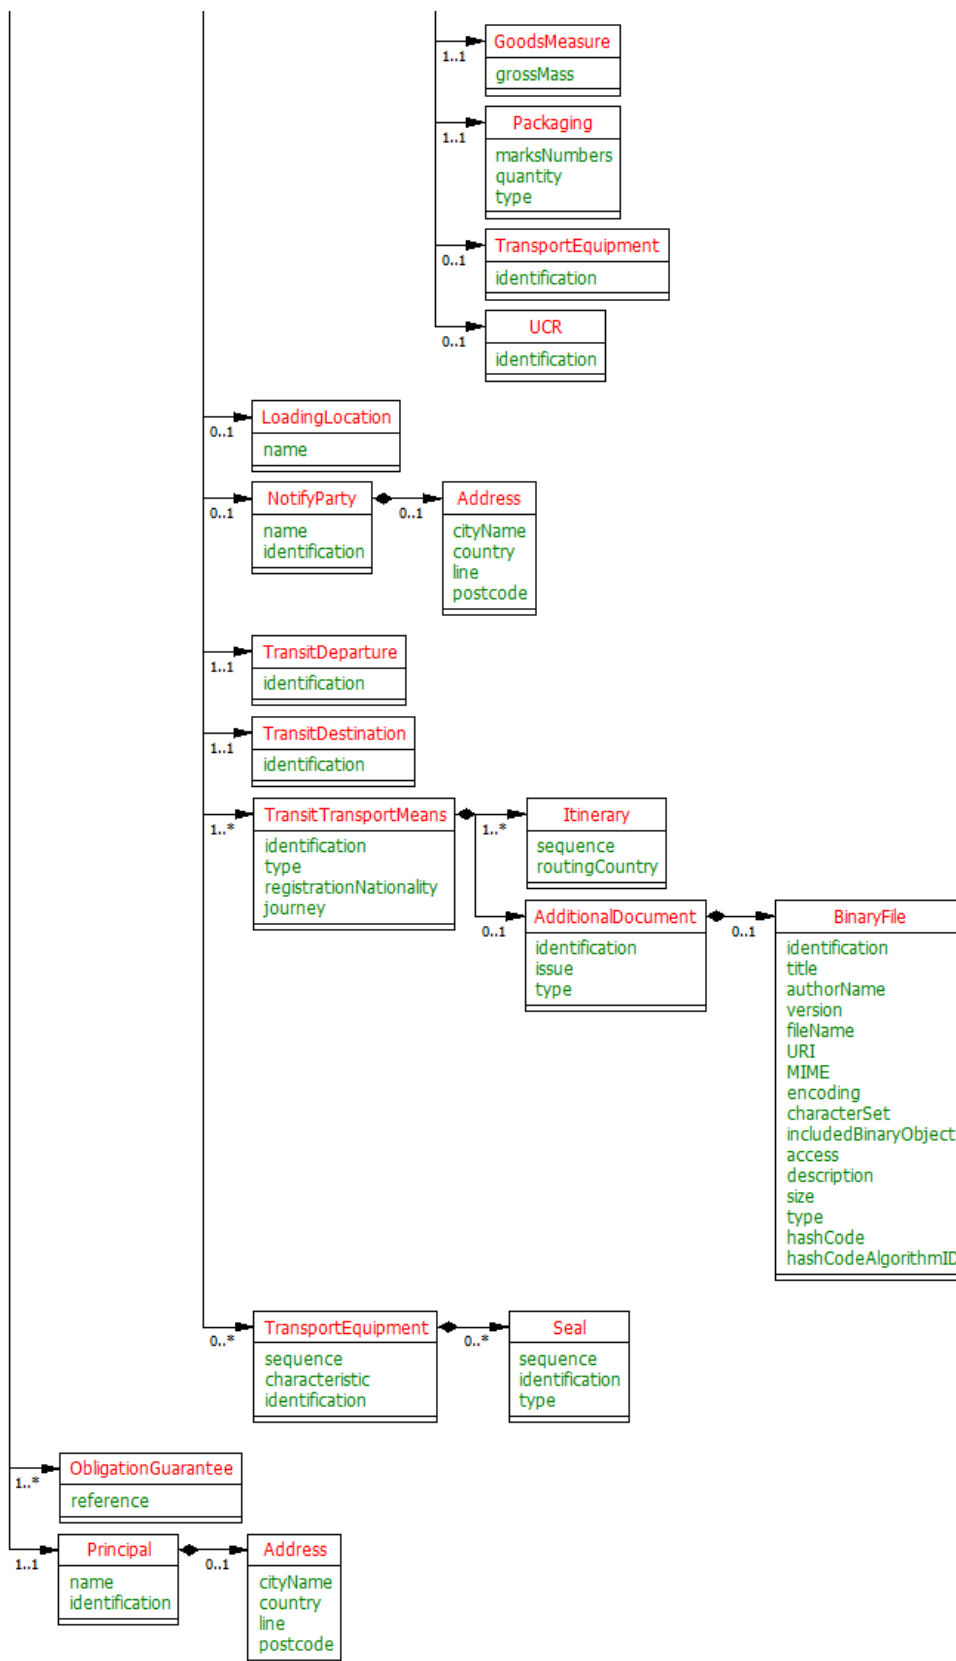 GoodsMeasure
1..1
grossMass
Packaging
1..1
marksNumbers
quantity
type
TransportEquipment
0..1
identification
UCR
0..1
identification
LoadingLocation
0..1
name
NotifyParty
0..1
name
identification
Address
0..1
cityName
country
line
postcode
TransitDeparture
1..1
identification
TransitDestination
1..1
identification
TransitTransportMeans
1..*
identification
type
registrationNationality
journey
Itinerary
1..*
sequence
routingCountry
AdditionalDocument
0..1
identification
issue
type
BinaryFile
0..1
identification
title
authorName
version
fileName
URI
MIME
encoding
characterSet
includedBinaryObject
access
description
size
type
hashCode
hashCodeAlgorithmID
TransportEquipment
0..*
sequence
characteristic
identification
Seal
0..*
sequence
identification
type
ObligationGuarantee
1..*
reference
Principal
1..1
name
identification
Address
0..1
cityName
country
line
postcode